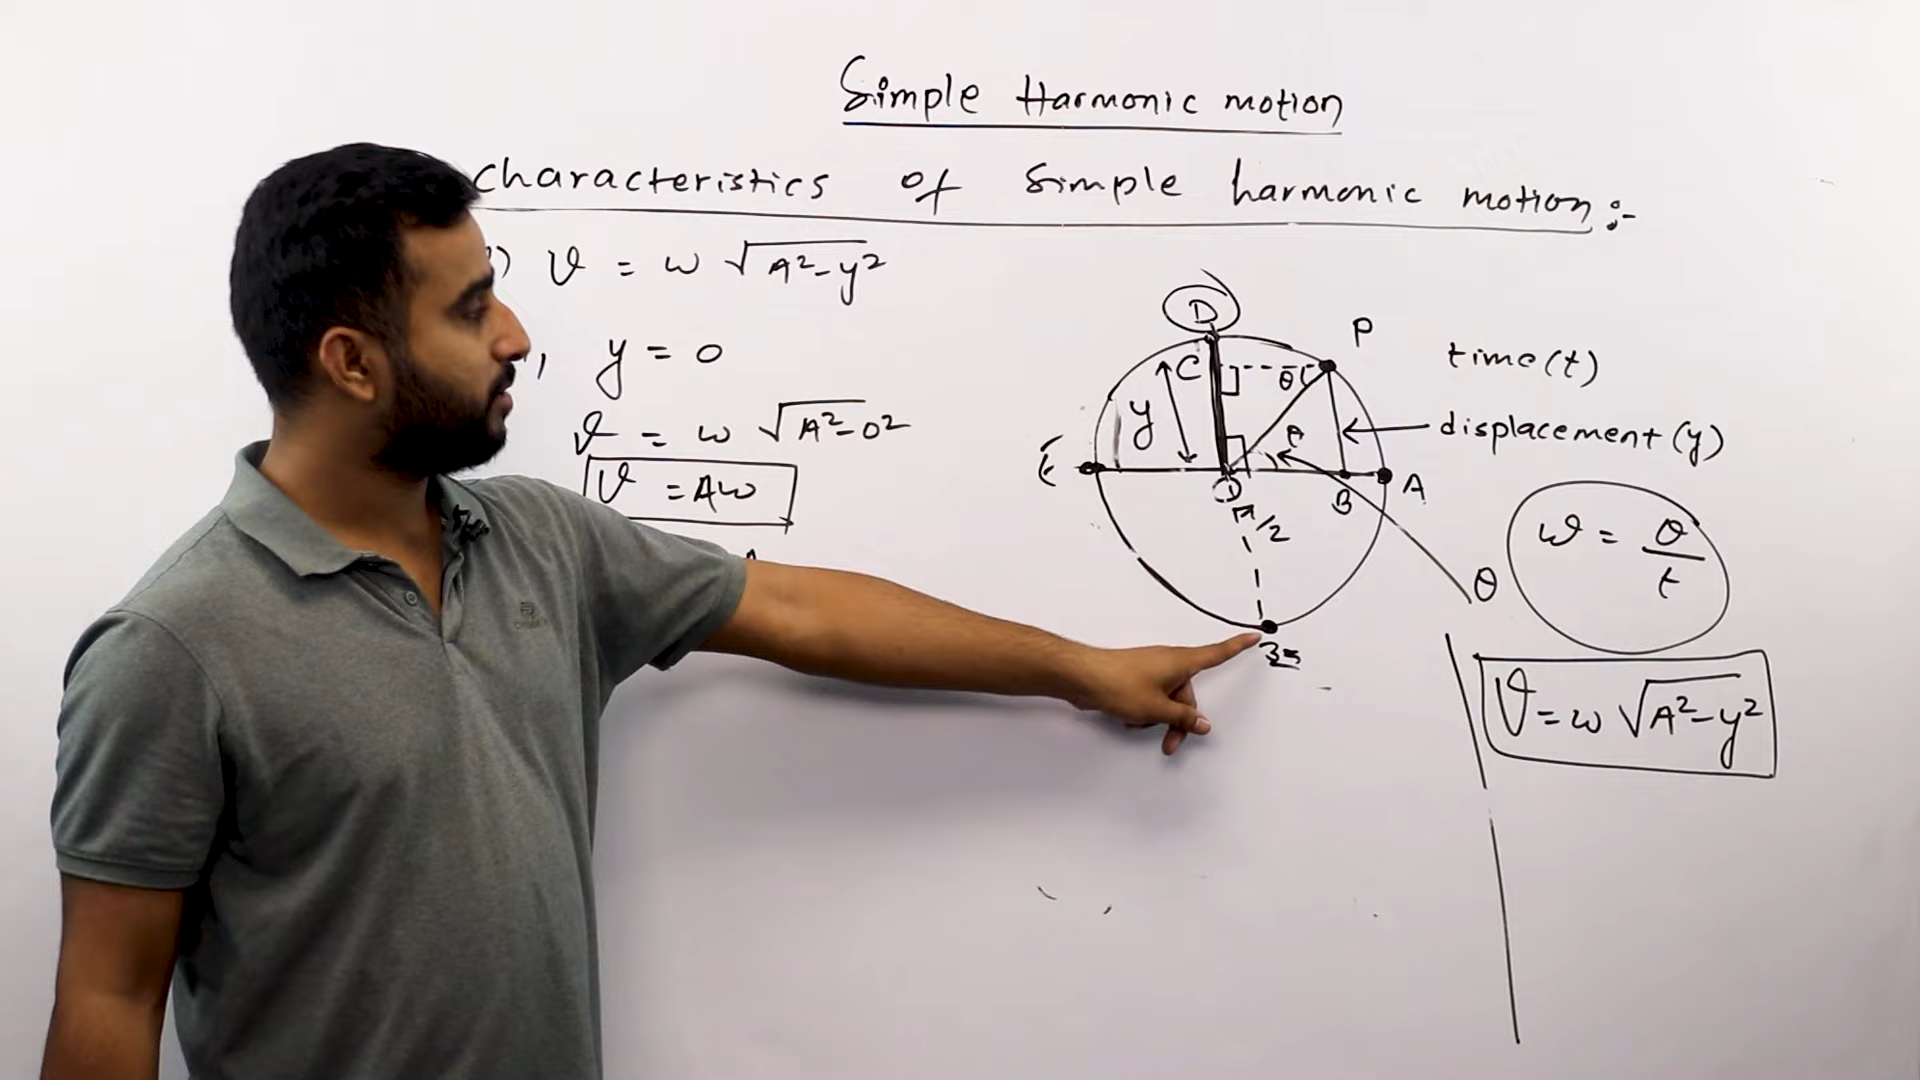 Simple Harmonic motion
characteristics of simple harmonic motion :-
) v = ω √A²-y²
, y = 0
v = ω √A²-0²
v = Aω
D
P
C
θ
y
time (t)
displacement (y)
E
O
B
A
π/2
θ
ω = θ/t
v = ω √A²-y²